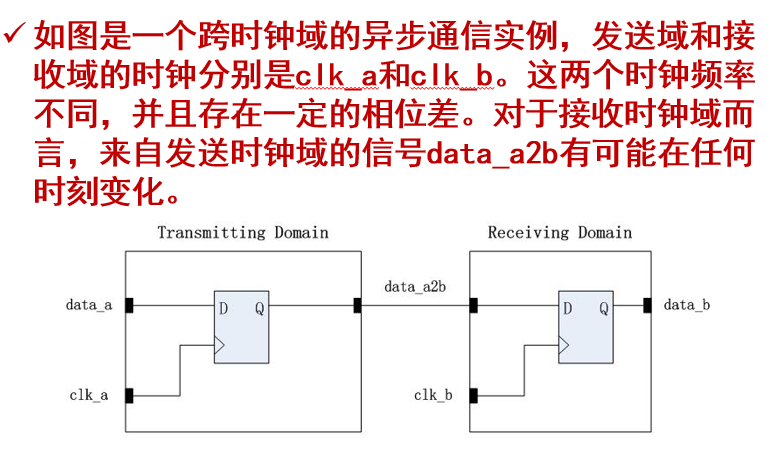 ✓ 如图是一个跨时钟域的异步通信实例，发送域和接
收域的时钟分别是clk_a和clk_b。这两个时钟频率
不同，并且存在一定的相位差。对于接收时钟域而
言，来自发送时钟域的信号data_a2b有可能在任何
时刻变化。
Transmitting Domain
Receiving Domain
data_a
D Q
data_a2b
D Q
data_b
clk_a
clk_b